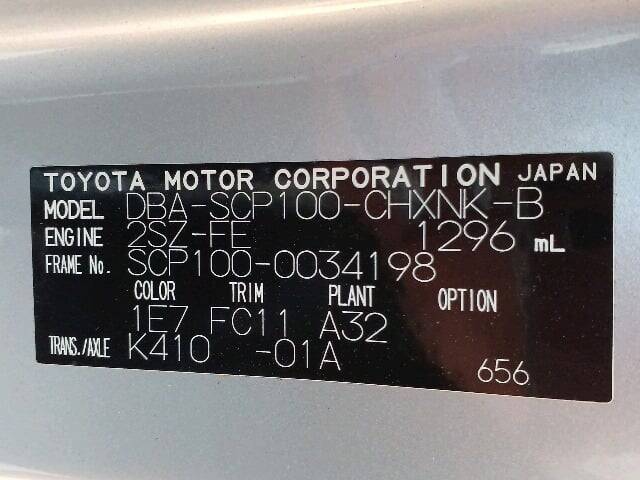 TOYOTA MOTOR CORPORATION JAPAN
MODEL DBA-SCP100-CHXNK-B
ENGINE 2SZ-FE 1296 mL
FRAME No. SCP100-0034198
COLOR TRIM PLANT OPTION
1E7 FC11 A32
TRANS./AXLE K410 -01A
656